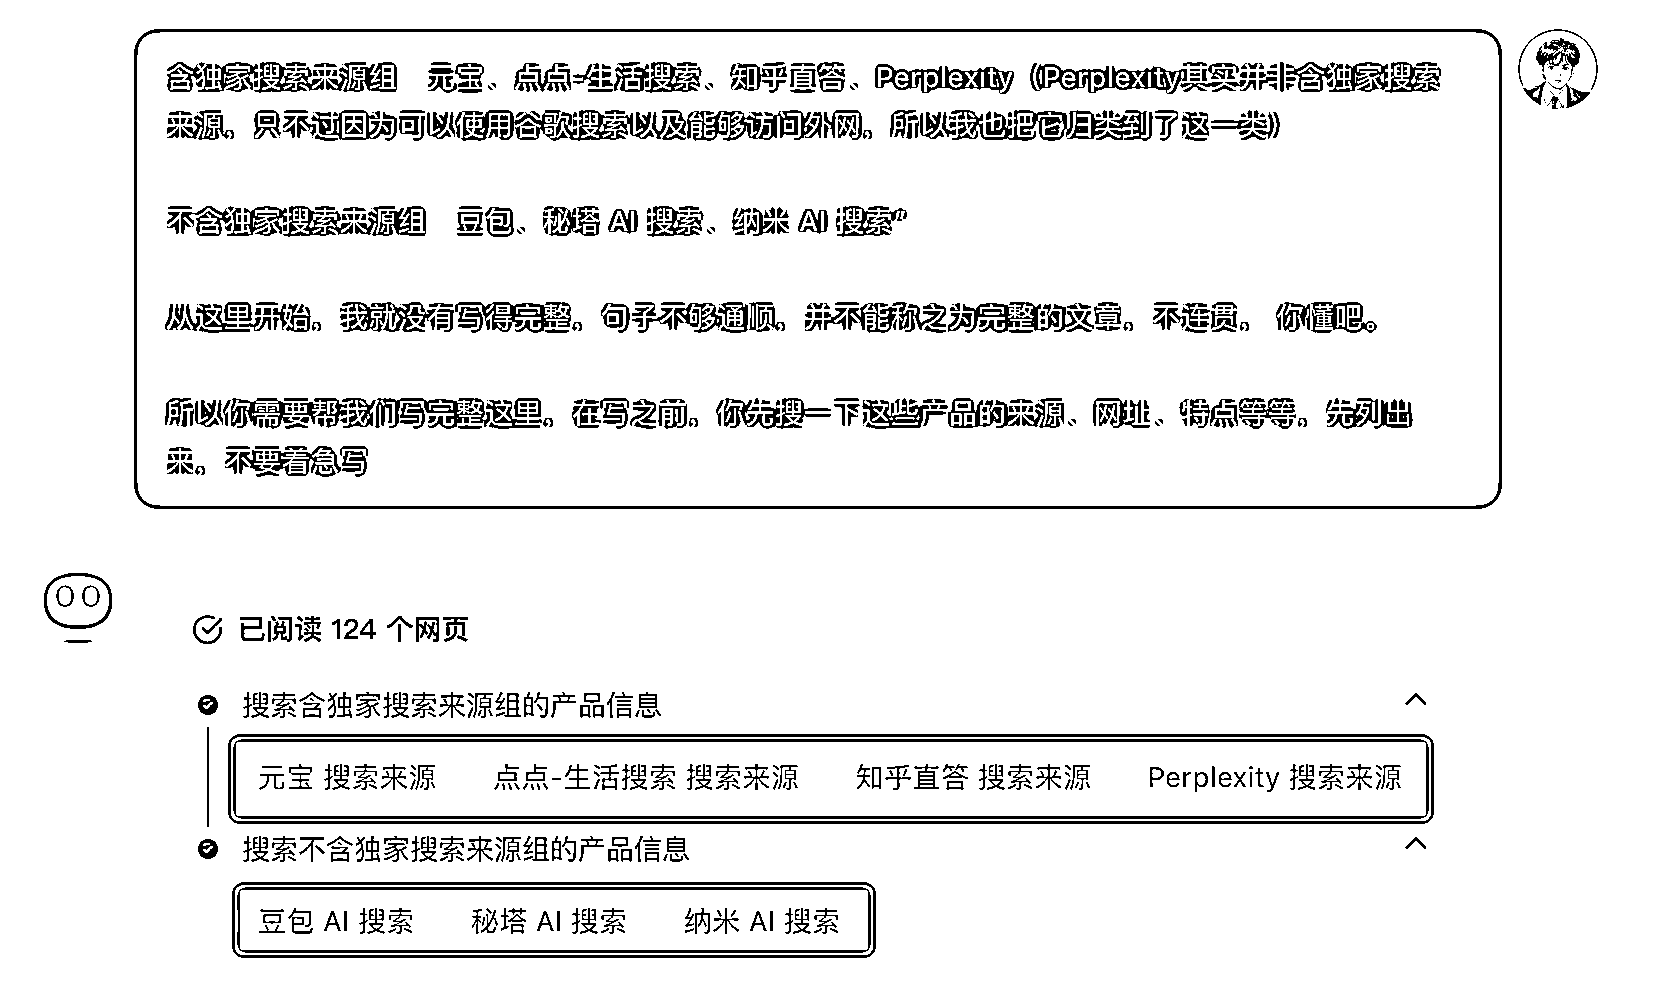 含独家搜索来源组 元宝、点点-生活搜索、知乎直答、Perplexity（(Perplexity其实并非含独家搜索
来源。只不过因为可以使用谷歌搜索以及能够访问外网。所以我也把它归类到了这一类)）
不含独家搜索来源组 豆包、秘塔 AI 搜索、纳米 AI 搜索"
从这里开始。我就没有写得完整。句子不够通顺。并不能称之为完整的文章。不连贯。 你懂吧。
所以你需要帮我们写完整这里。在写之前。你先搜一下这些产品的来源、网址、特点等等。先列出
来。不要着急写
已阅读 124 个网页
搜索含独家搜索来源组的产品信息
元宝 搜索来源 点点-生活搜索 搜索来源 知乎直答 搜索来源 Perplexity 搜索来源
搜索不含独家搜索来源组的产品信息
豆包 AI 搜索 秘塔 AI 搜索 纳米 AI 搜索